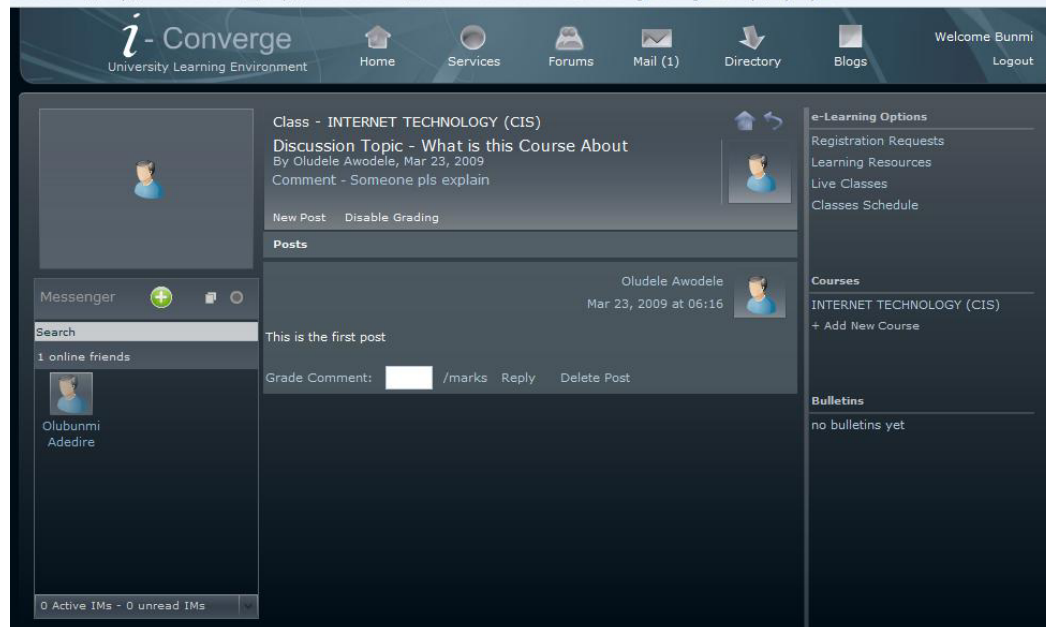 i - Converge
University Learning Environment
Home
Services
Forums
Mail (1)
Directory
Blogs
Welcome Bunmi
Logout
Class - INTERNET TECHNOLOGY (CIS)
Discussion Topic - What is this Course About
By Oludele Awodele, Mar 23, 2009
Comment - Someone pls explain
New Post Disable Grading
Posts
Oludele Awodele
Mar 23, 2009 at 06:16
This is the first post
Grade Comment: /marks Reply Delete Post
Messenger
Search
1 online friends
Olubunmi
Adedire
0 Active IMs - 0 unread IMs
e-Learning Options
Registration Requests
Learning Resources
Live Classes
Classes Schedule
Courses
INTERNET TECHNOLOGY (CIS)
+ Add New Course
Bulletins
no bulletins yet